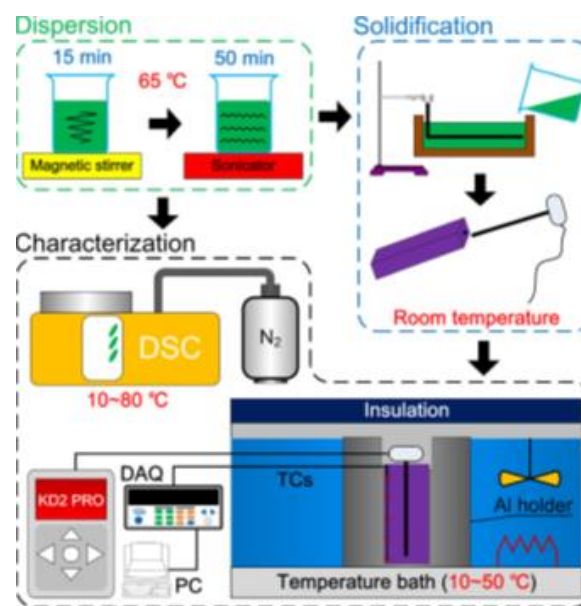 Dispersion
15 min
50 min
65 ℃
Magnetic stirrer
Sonicator
Solidification
Room temperature
Characterization
DSC
N₂
10~80 ℃
Insulation
KD2 PRO
DAQ
PC
TCs
Al holder
Temperature bath (10~50 ℃)